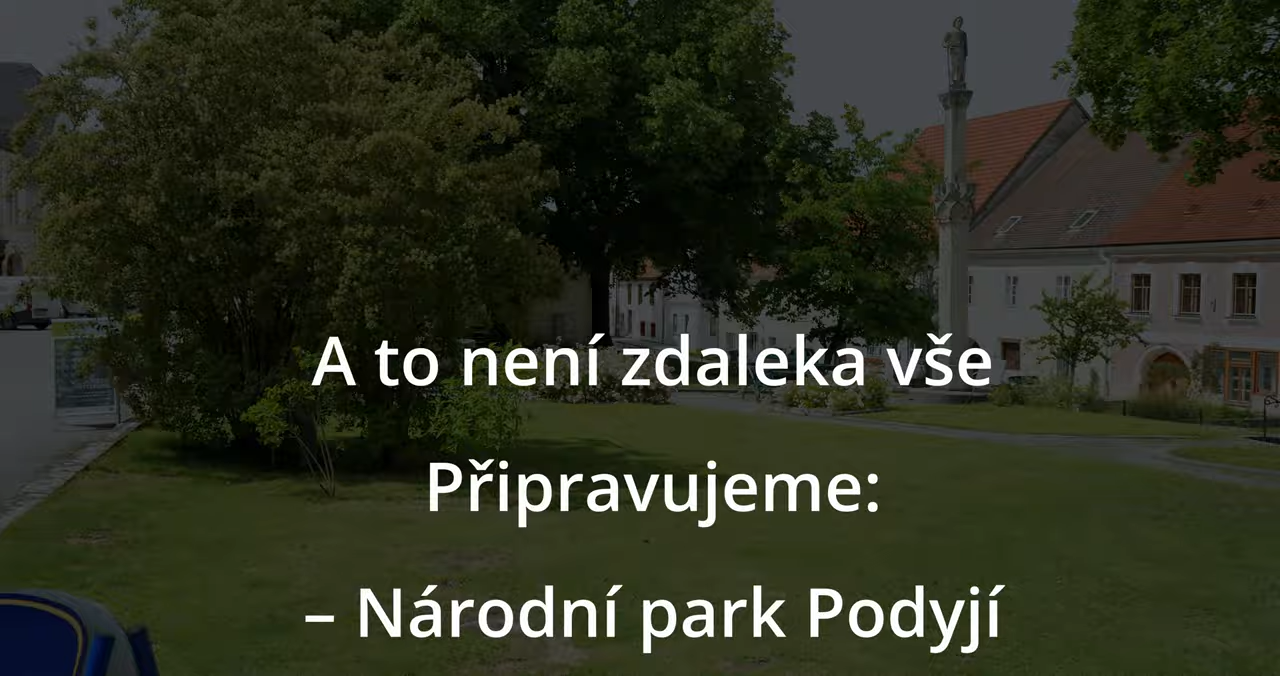 A to není zdaleka vše
Připravujeme:
– Národní park Podyjí